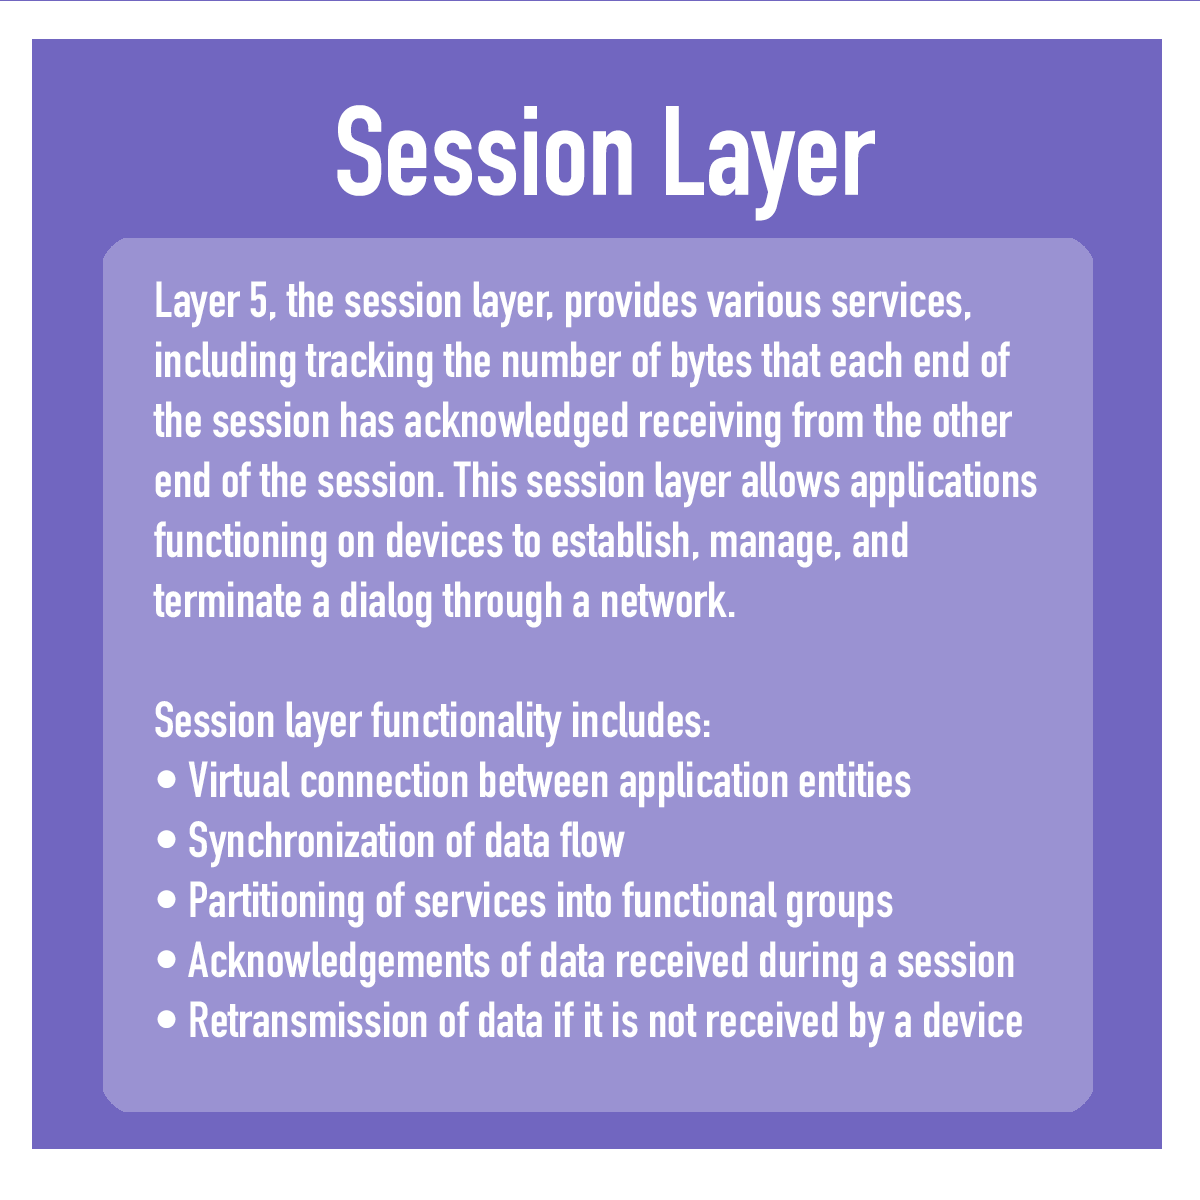 Session Layer
Layer 5, the session layer, provides various services,
including tracking the number of bytes that each end of
the session has acknowledged receiving from the other
end of the session. This session layer allows applications
functioning on devices to establish, manage, and
terminate a dialog through a network.
Session layer functionality includes:
• Virtual connection between application entities
• Synchronization of data flow
• Partitioning of services into functional groups
• Acknowledgements of data received during a session
• Retransmission of data if it is not received by a device